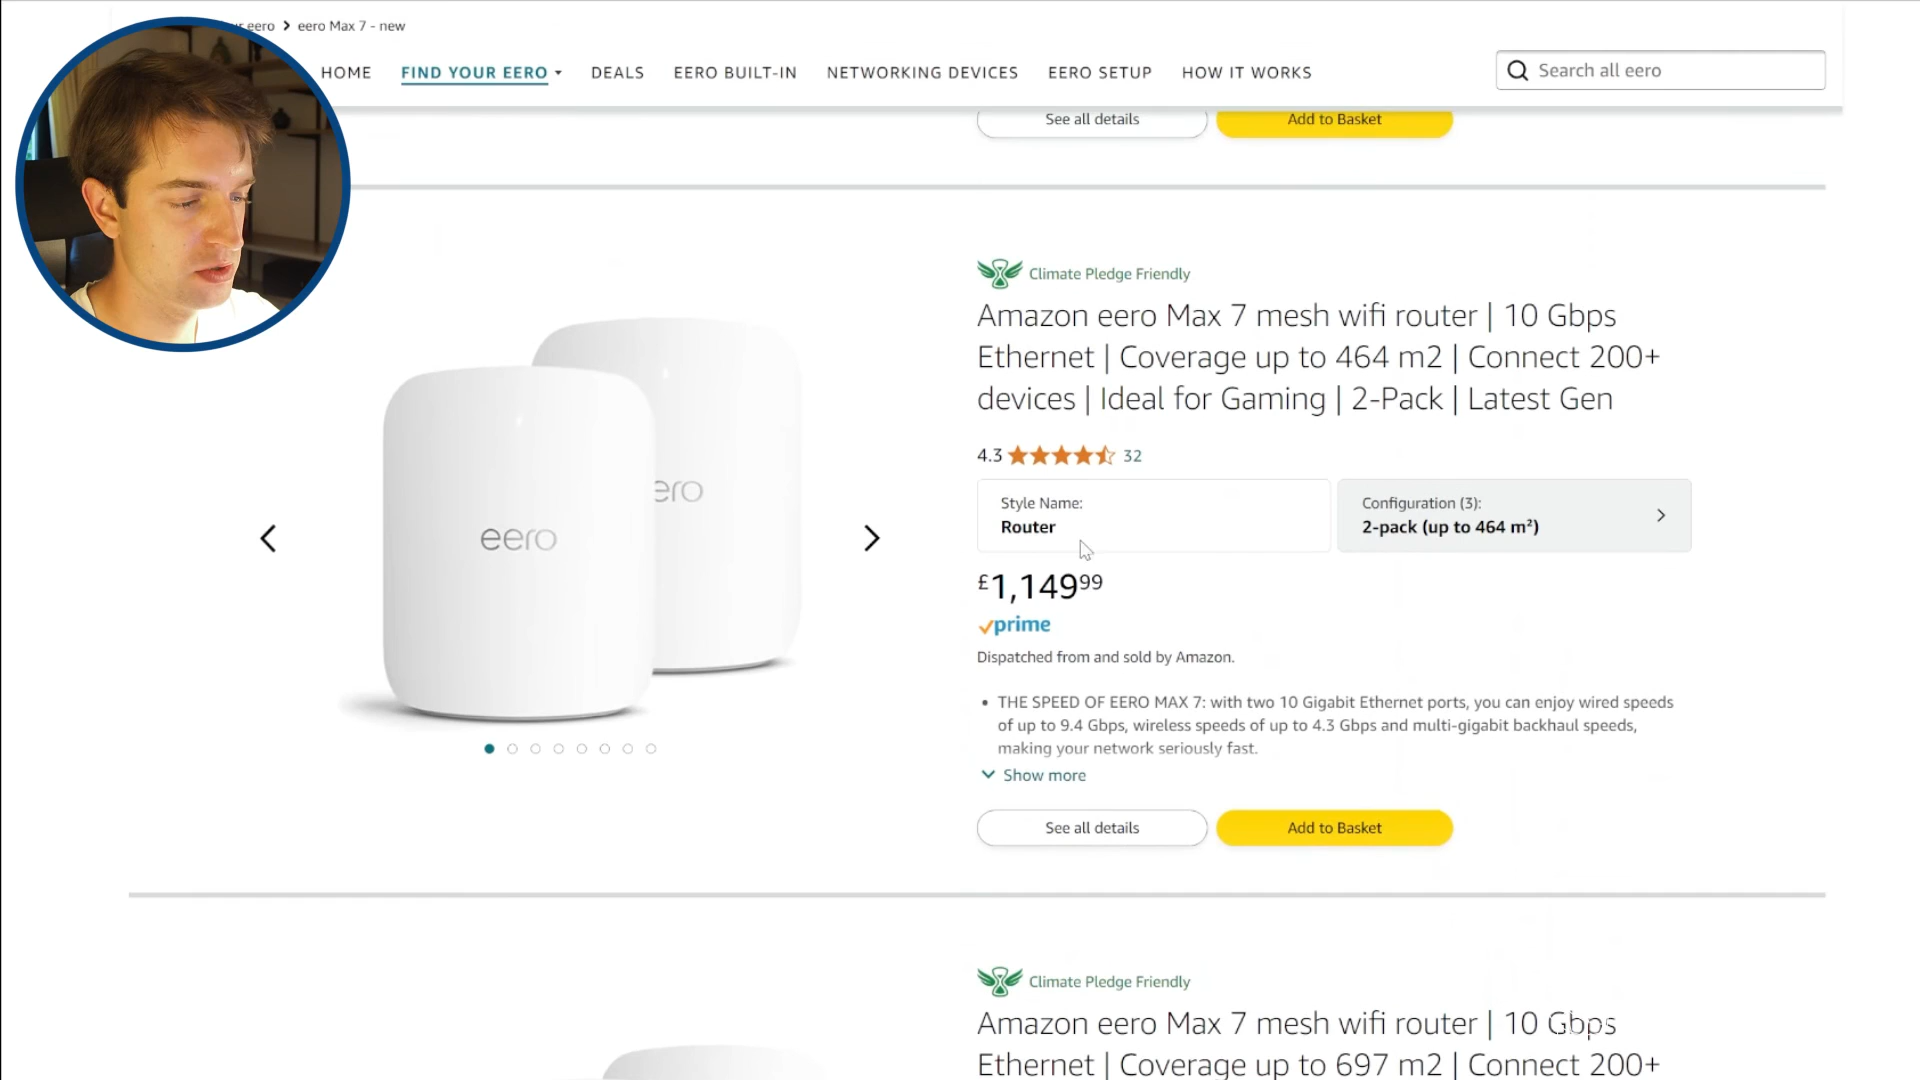 eero > eero Max 7 - new
HOME FIND YOUR EERO DEALS EERO BUILT-IN NETWORKING DEVICES EERO SETUP HOW IT WORKS Search all eero
See all details Add to Basket
Climate Pledge Friendly
Amazon eero Max 7 mesh wifi router | 10 Gbps
Ethernet | Coverage up to 464 m2 | Connect 200+
devices | Ideal for Gaming | 2-Pack | Latest Gen
4.3 32
Style Name:
Router
Configuration (3):
2-pack (up to 464 m²)
£1,14999
prime
Dispatched from and sold by Amazon.
• THE SPEED OF EERO MAX 7: with two 10 Gigabit Ethernet ports, you can enjoy wired speeds
of up to 9.4 Gbps, wireless speeds of up to 4.3 Gbps and multi-gigabit backhaul speeds,
making your network seriously fast.
Show more
See all details Add to Basket
eero
ero
Climate Pledge Friendly
Amazon eero Max 7 mesh wifi router | 10 Gbps
Ethernet | Coverage up to 697 m2 | Connect 200+